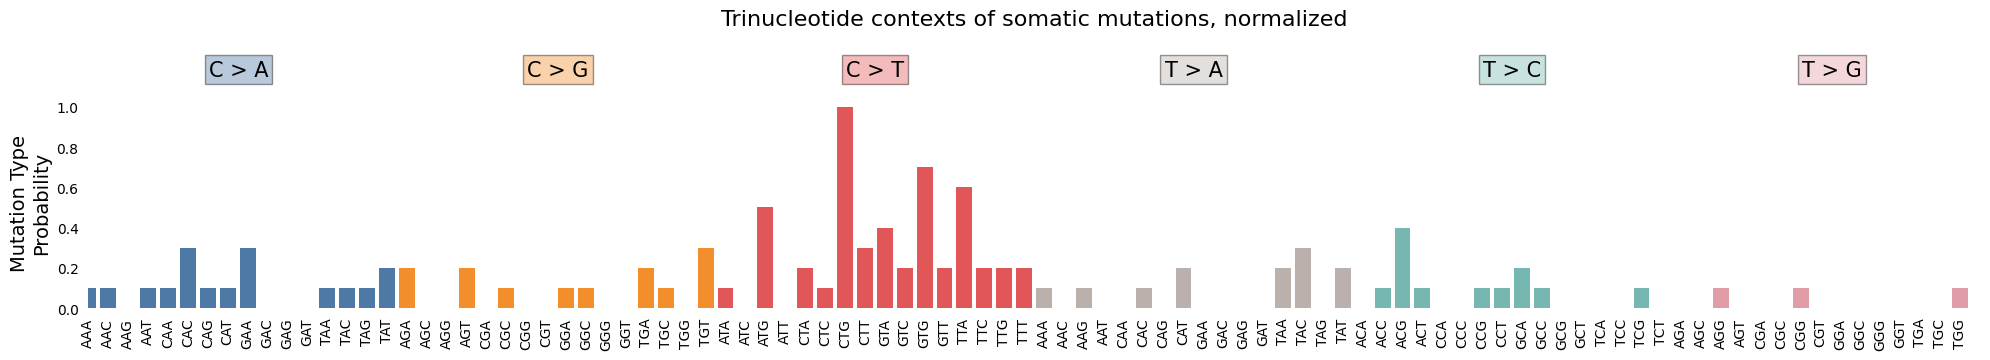 Trinucleotide contexts of somatic mutations, normalized
C > A
C > G
C > T
T > A
T > C
T > G
Mutation Type
Probability
1.0
0.8
0.6
0.4
0.2
0.0
AAA
AAC
AAG
AAT
CAA
CAC
CAG
CAT
GAA
GAC
GAG
GAT
TAA
TAC
TAG
TAT
AGA
AGC
AGG
AGT
CGA
CGC
CGG
CGT
GGA
GGC
GGG
GGT
TGA
TGC
TGG
TGT
ATA
ATC
ATG
ATT
CTA
CTC
CTG
CTT
GTA
GTC
GTG
GTT
TTA
TTC
TTG
TTT
AAA
AAC
AAG
AAT
CAA
CAC
CAG
CAT
GAA
GAC
GAG
GAT
TAA
TAC
TAG
TAT
ACA
ACC
ACG
ACT
CCA
CCC
CCG
CCT
GCA
GCC
GCG
GCT
TCA
TCC
TCG
TCT
AGA
AGC
AGG
AGT
CGA
CGC
CGG
CGT
GGA
GGC
GGG
GGT
TGA
TGC
TGG